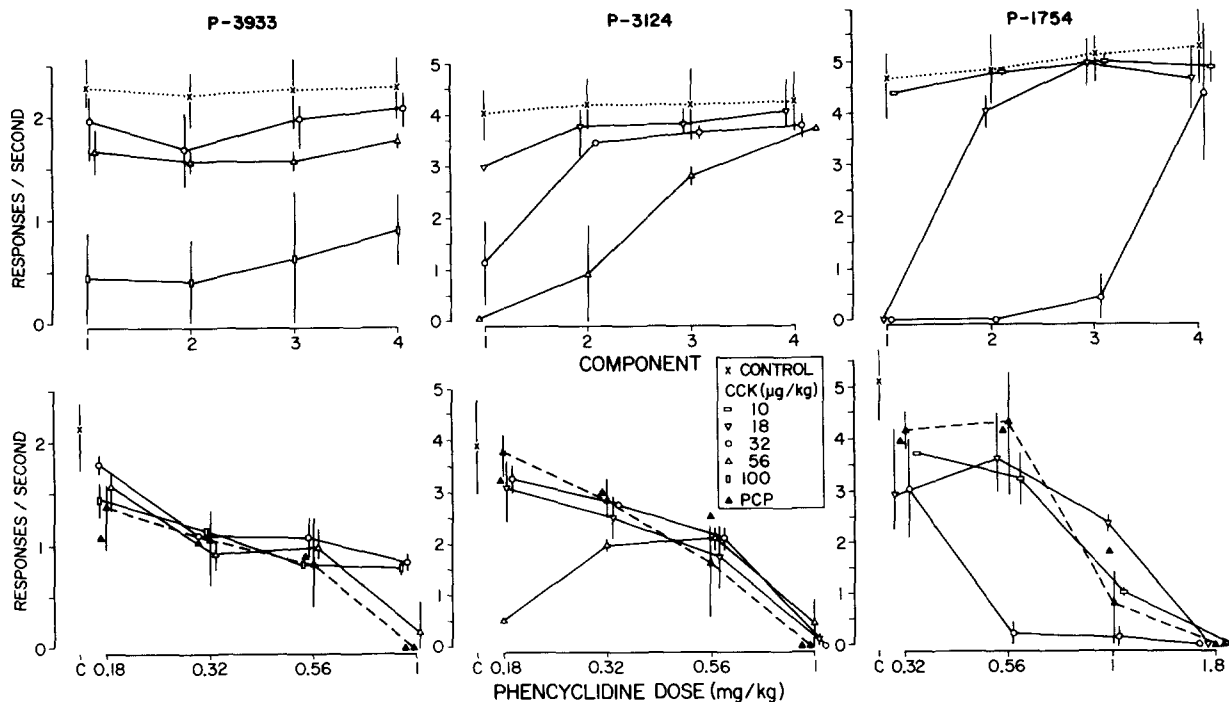 P-3933
P-3124
P-1754
RESPONSES / SECOND
2
1
0
1 2 3 4
5
4
3
2
1
0
1 2 3 4
5
4
3
2
1
0
1 2 3 4
COMPONENT
x CONTROL
CCK (µg/kg)
10
18
32
56
100
PCP
RESPONSES / SECOND
2
1
0
C 0.18 0.32 0.56 1
5
4
3
2
1
0
C 0.18 0.32 0.56 1
5
4
3
2
1
0
C 0.32 0.56 1 1.8
PHENCYCLIDINE DOSE (mg/kg)